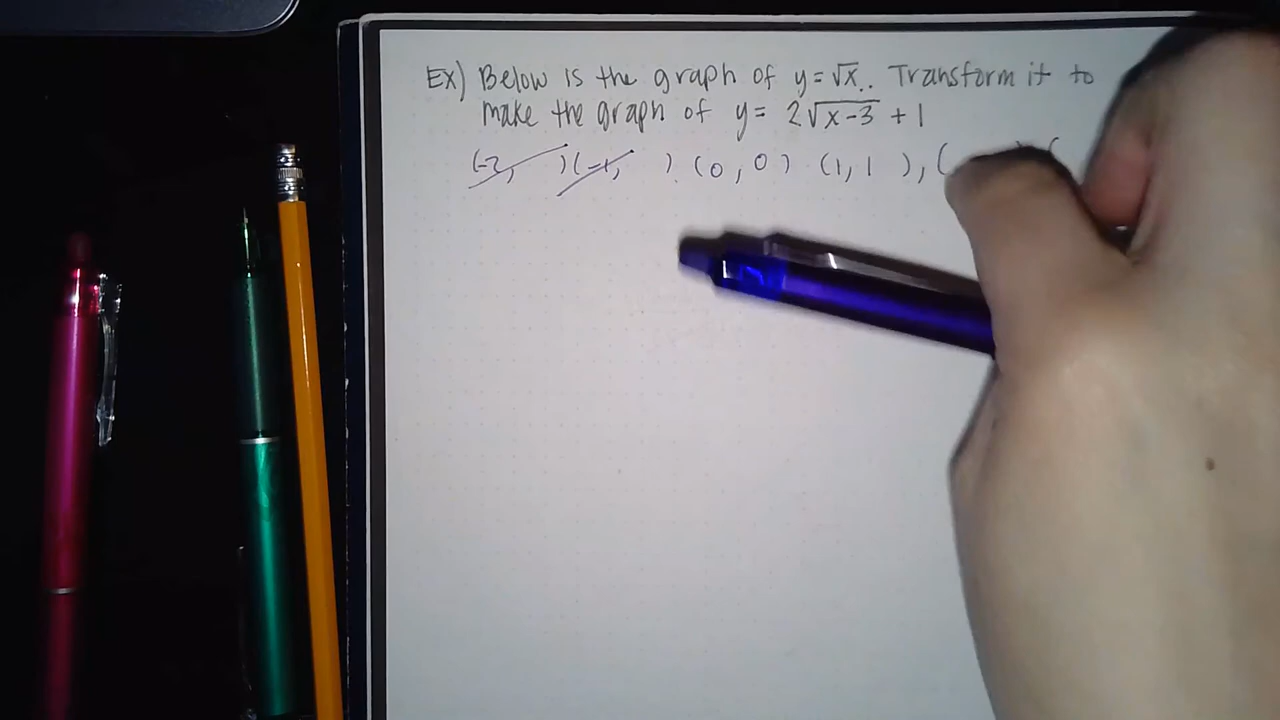 Ex) Below is the graph of y = √x. Transform it to
make the graph of y = 2√x-3 + 1
(-2, ) (-1, ) (0, 0) (1, 1 ), (